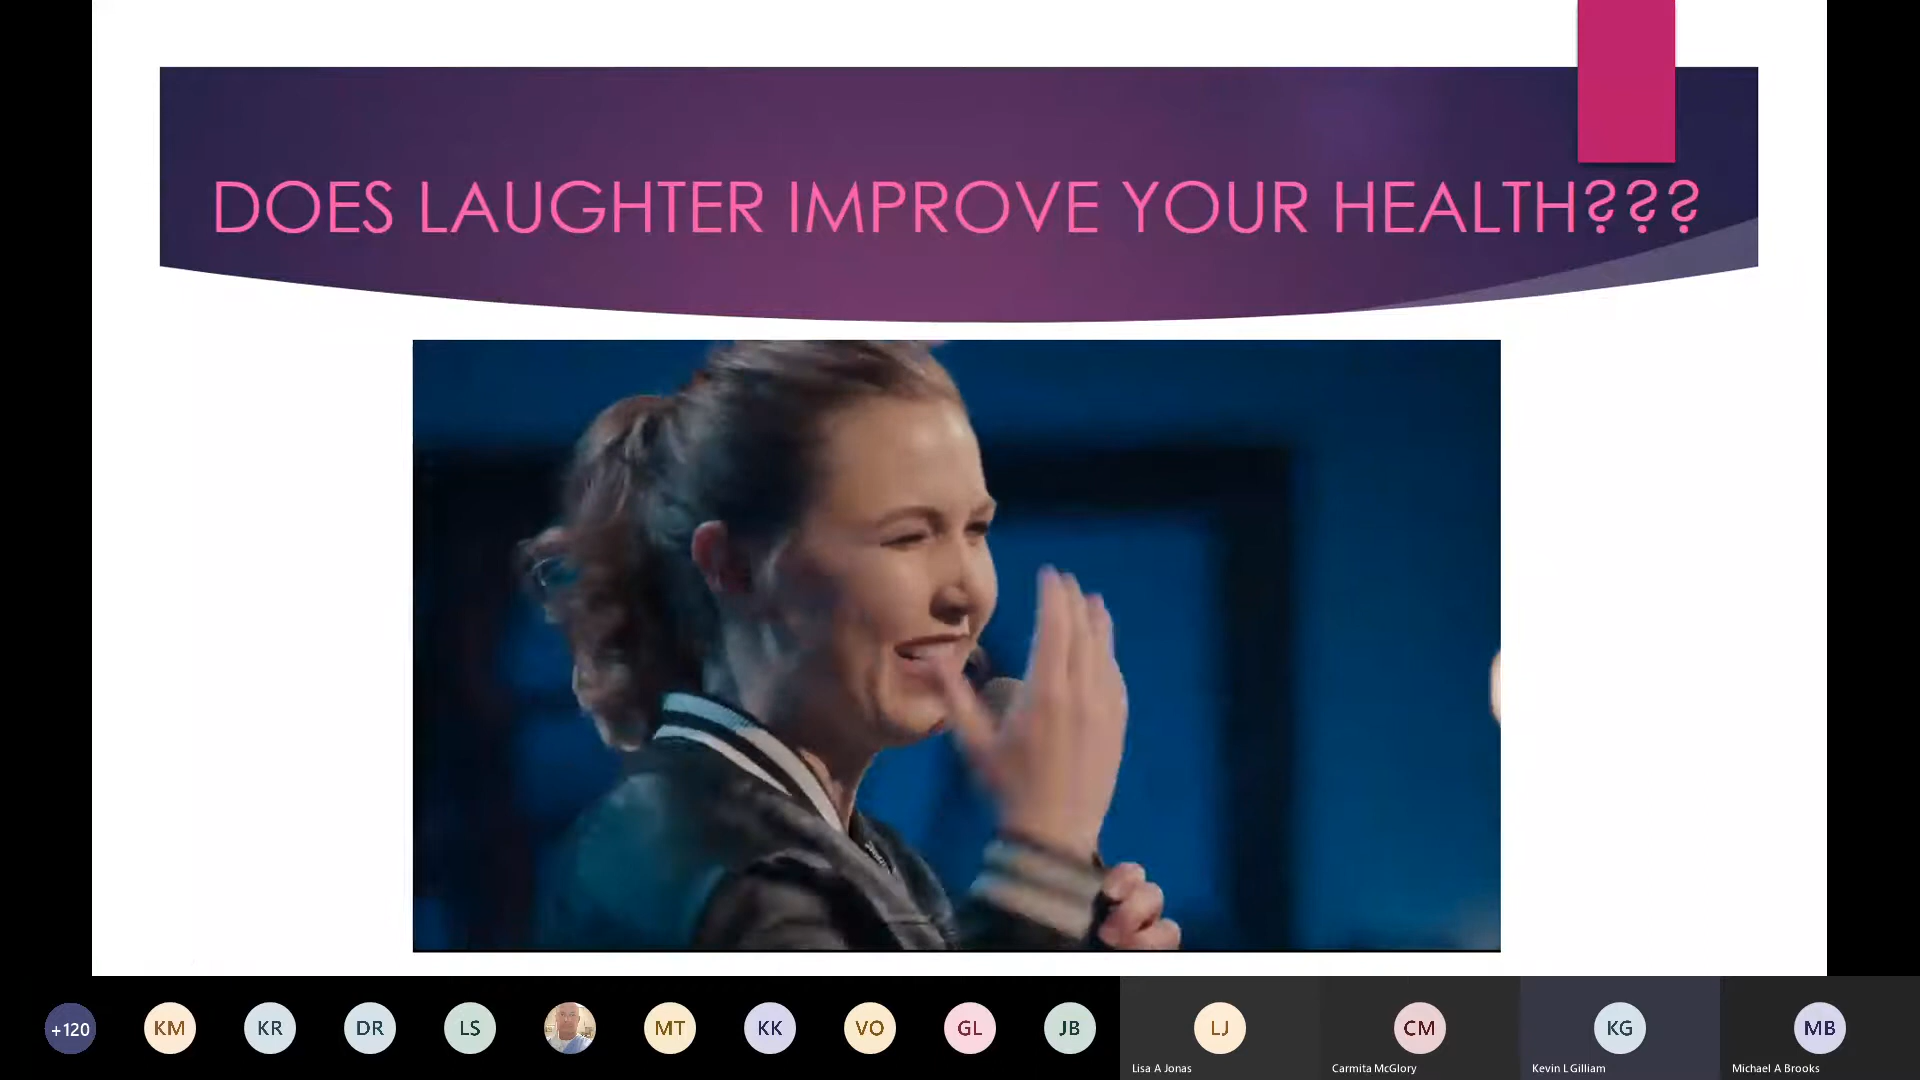 DOES LAUGHTER IMPROVE YOUR HEALTH???
+120
KM
KR
DR
LS
MT
KK
VO
GL
JB
LJ
CM
KG
MB
Lisa A Jonas
Carmita McGlory
Kevin L Gilliam
Michael A Brooks